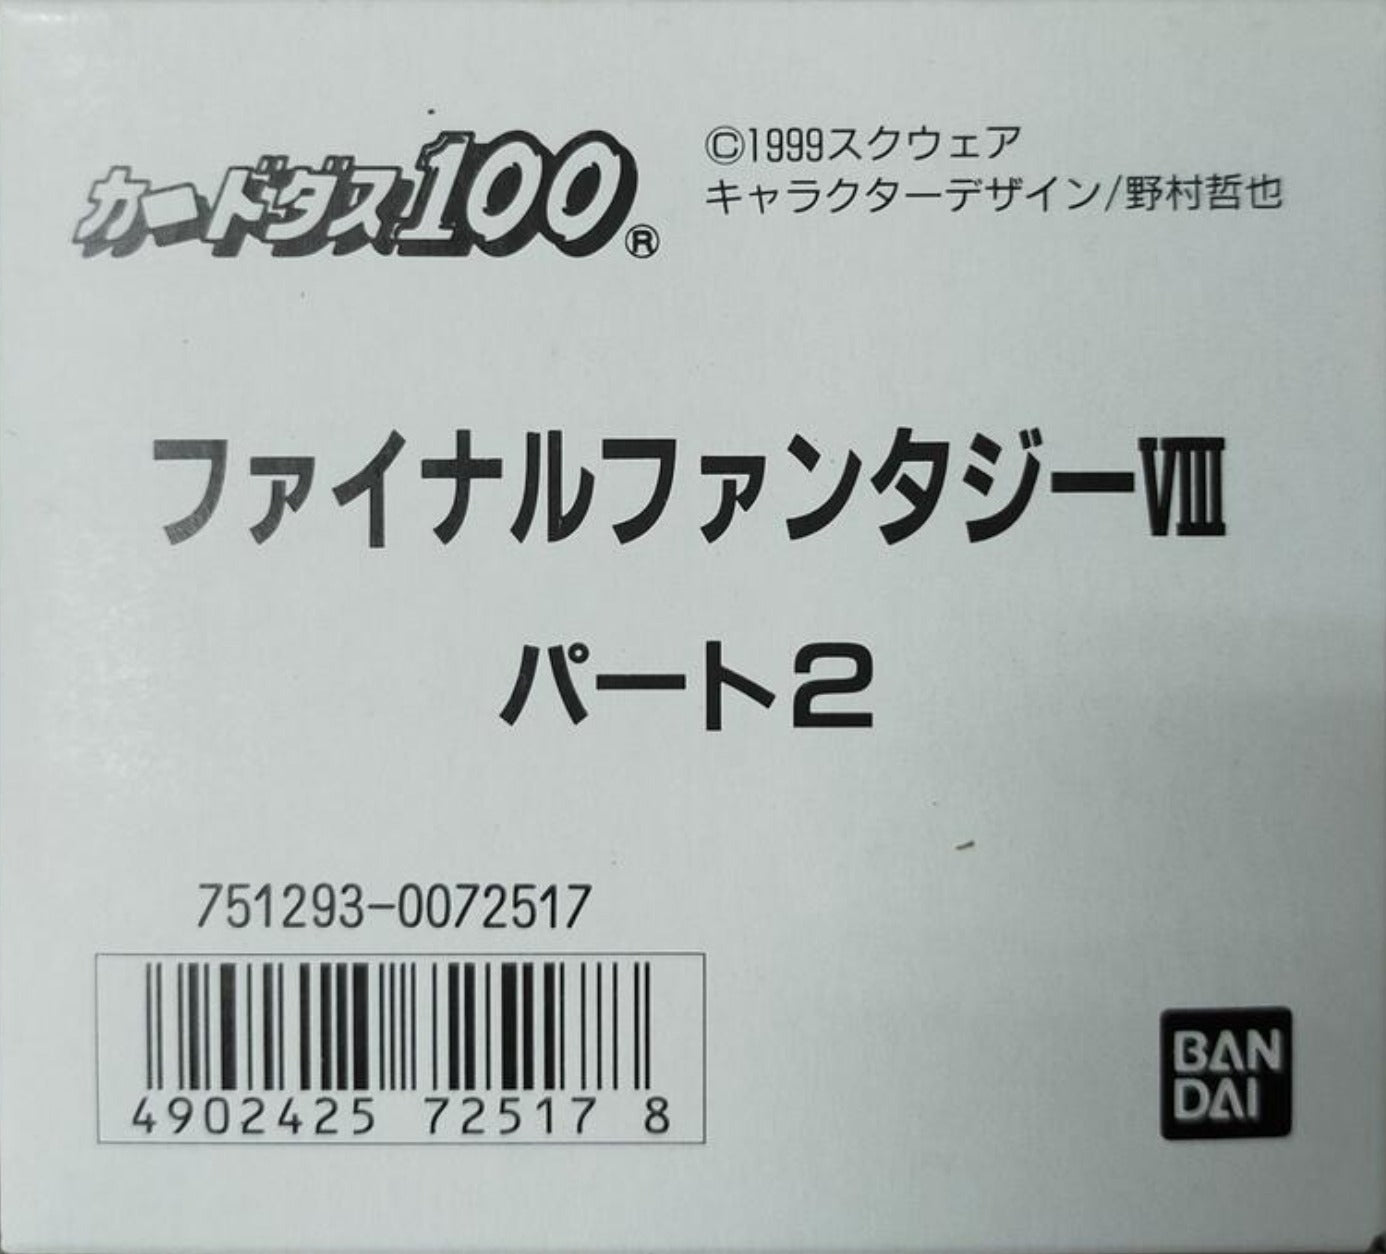 カードダス100®
©1999スクウェア
キャラクターデザイン/野村哲也
ファイナルファンタジーVIII
パート2
751293-0072517
4902425 72517 8
BAN
DAI